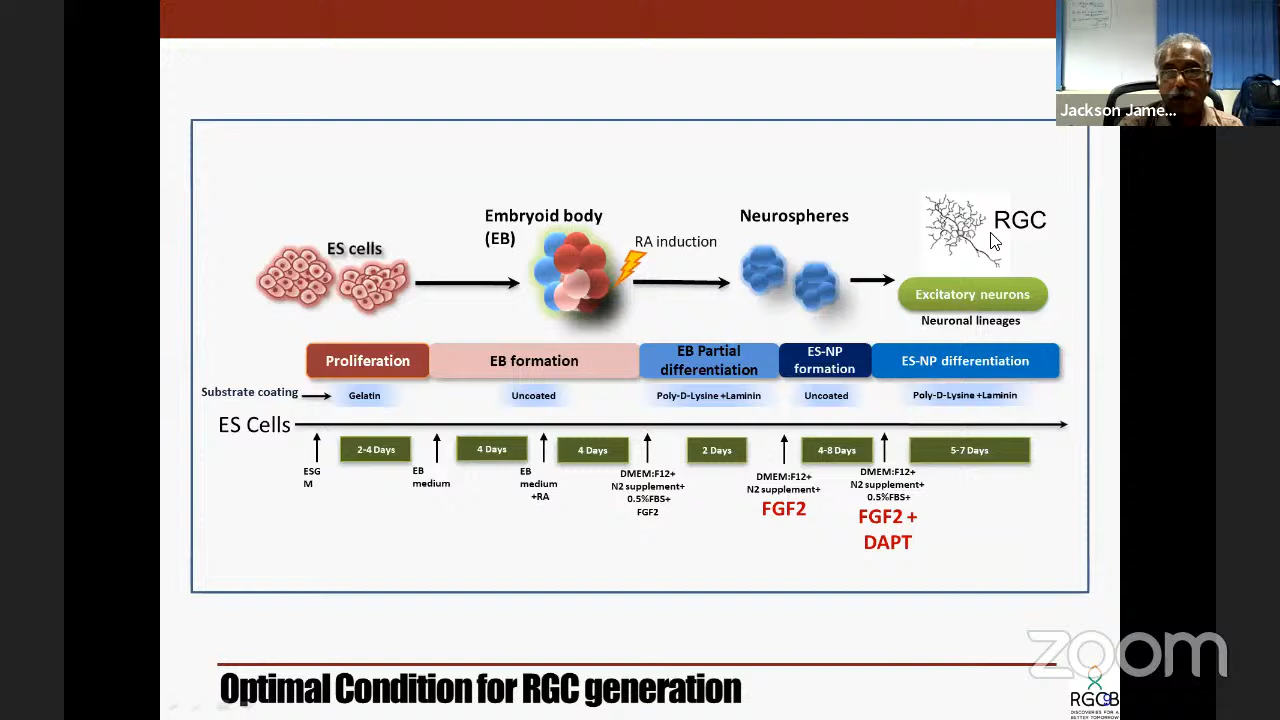 Jackson Jame...
Embryoid body
(EB)
Neurospheres
RGC
ES cells
RA induction
Excitatory neurons
Neuronal lineages
Proliferation
EB formation
EB Partial
differentiation
ES-NP
formation
ES-NP differentiation
Substrate coating
Gelatin
Uncoated
Poly-D-Lysine +Laminin
Uncoated
Poly-D-Lysine +Laminin
ES Cells
2-4 Days
4 Days
4 Days
2 Days
4-8 Days
5-7 Days
ESG
M
EB
medium
EB
medium
+RA
DMEM:F12+
N2 supplement+
0.5%FBS+
FGF2
DMEM:F12+
N2 supplement+
FGF2
DMEM:F12+
N2 supplement+
0.5%FBS+
FGF2 +
DAPT
zoom
Optimal Condition for RGC generation
RGCB
DISCOVERIES FOR A
BETTER TOMORROW